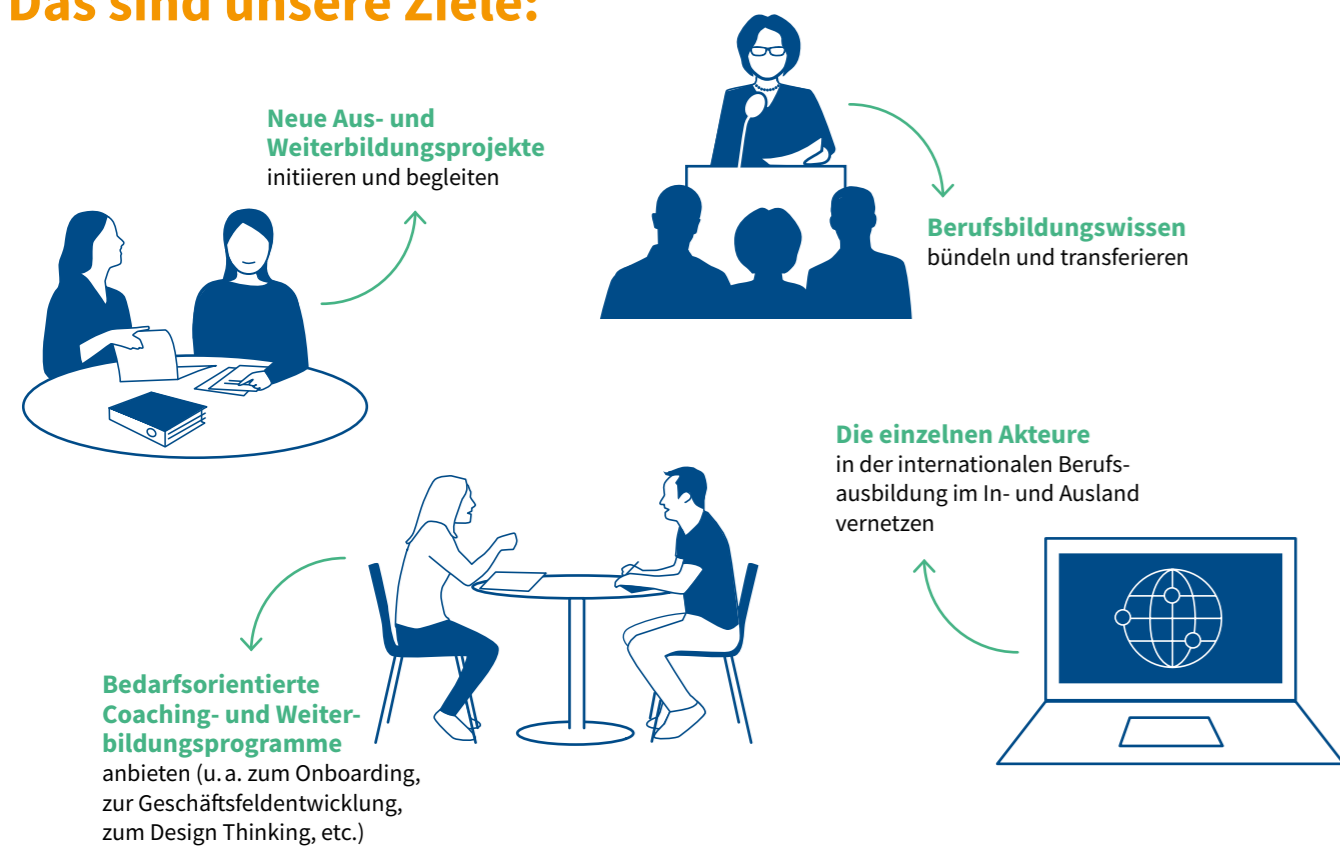 Das sind unsere Ziele:
Neue Aus- und
Weiterbildungsprojekte
initiieren und begleiten
Berufsbildungswissen
bündeln und transferieren
Die einzelnen Akteure
in der internationalen Berufs-
ausbildung im In- und Ausland
vernetzen
Bedarfsorientierte
Coaching- und Weiter-
bildungsprogramme
anbieten (u. a. zum Onboarding,
zur Geschäftsfeldentwicklung,
zum Design Thinking, etc.)